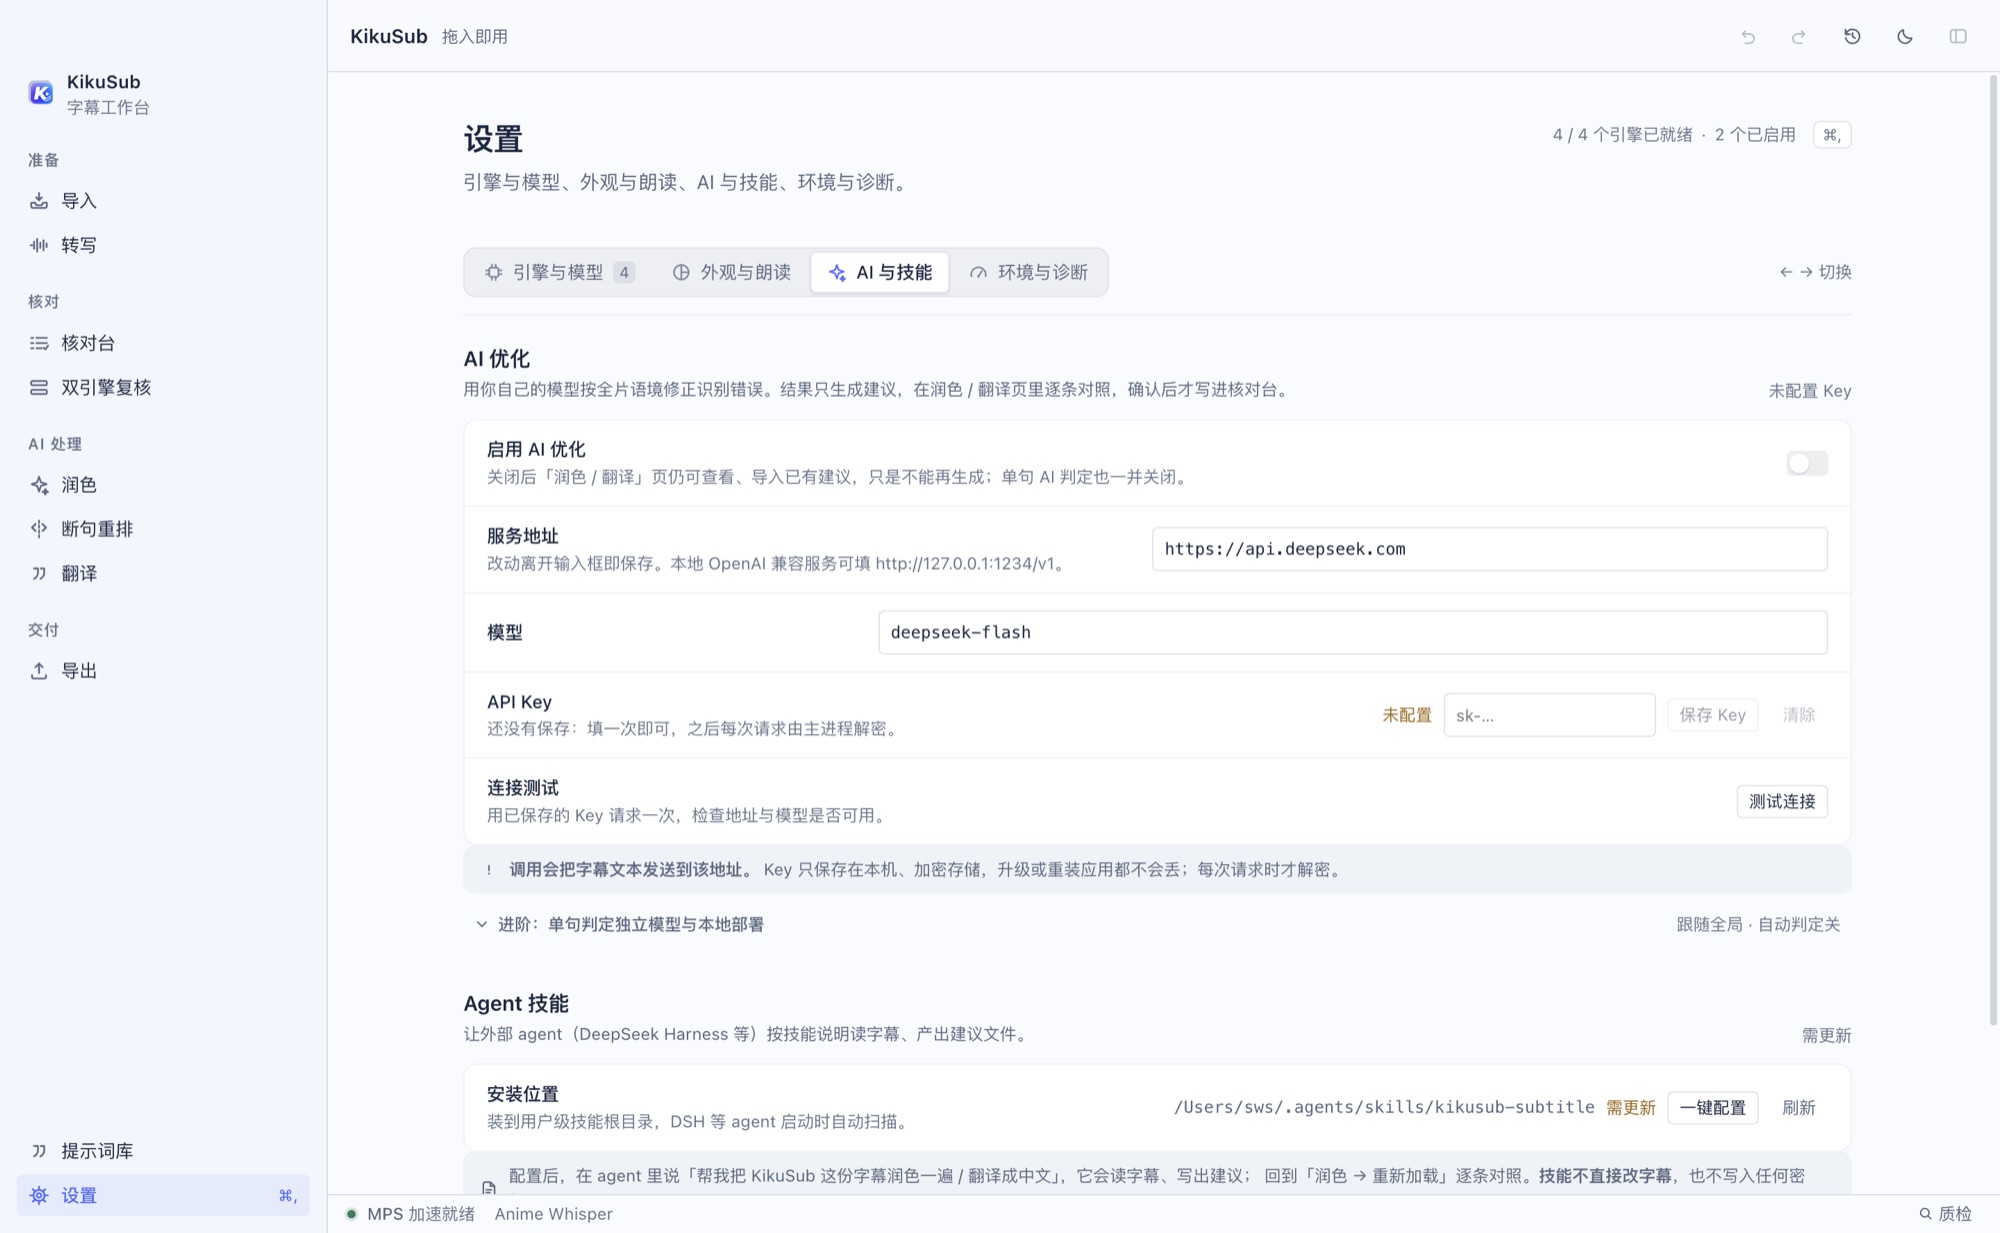 KikuSub
字幕工作台
准备
导入
转写
核对
核对台
双引擎复核
AI 处理
润色
断句重排
翻译
交付
导出
提示词库
设置 ⌘,
KikuSub 拖入即用
设置
4 / 4 个引擎已就绪 · 2 个已启用 ⌘,
引擎与模型、外观与朗读、AI 与技能、环境与诊断。
引擎与模型 4 外观与朗读 AI 与技能 环境与诊断 ← → 切换
AI 优化
用你自己的模型按全片语境修正识别错误。结果只生成建议，在润色 / 翻译页里逐条对照，确认后才写进核对台。 未配置 Key
启用 AI 优化
关闭后「润色 / 翻译」页仍可查看、导入已有建议，只是不能再生成；单句 AI 判定也一并关闭。
服务地址
改动离开输入框即保存。本地 OpenAI 兼容服务可填 http://127.0.0.1:1234/v1。
https://api.deepseek.com
模型 deepseek-flash
API Key
还没有保存：填一次即可，之后每次请求由主进程解密。
未配置 sk-... 保存 Key 清除
连接测试
用已保存的 Key 请求一次，检查地址与模型是否可用。
测试连接
! 调用会把字幕文本发送到该地址。 Key 只保存在本机、加密存储，升级或重装应用都不会丢；每次请求时才解密。
进阶：单句判定独立模型与本地部署 跟随全局 · 自动判定关
Agent 技能
让外部 agent（DeepSeek Harness 等）按技能说明读字幕、产出建议文件。 需更新
安装位置
装到用户级技能根目录，DSH 等 agent 启动时自动扫描。
/Users/sws/.agents/skills/kikusub-subtitle 需更新 一键配置 刷新
配置后，在 agent 里说「帮我把 KikuSub 这份字幕润色一遍 / 翻译成中文」，它会读字幕、写出建议； 回到「润色 → 重新加载」逐条对照。技能不直接改字幕，也不写入任何密
MPS 加速就绪 Anime Whisper 质检